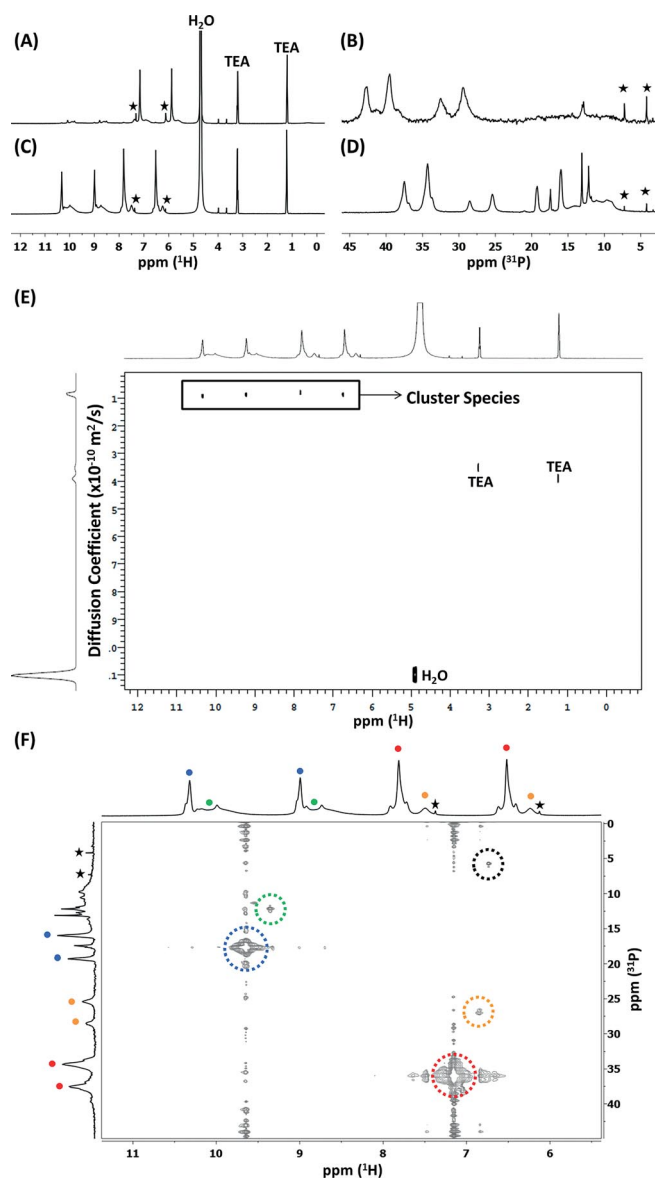 (A)
H₂O
TEA
TEA
(B)
★
★
★
★
(C)
★
★
(D)
★
★
12 11 10 9 8 7 6 5 4 3 2 1 0
ppm (¹H)
45 40 35 30 25 20 15 10 5
ppm (³¹P)
(E)
Diffusion Coefficient (x10⁻¹⁰ m²/s)
1
2
3
4
5
6
7
8
9
.0
.1
Cluster Species
TEA
TEA
H₂O
12 11 10 9 8 7 6 5 4 3 2 1 0
ppm (¹H)
(F)
★
★
★
★
0
5
10
15
20
25
30
35
40
ppm (³¹P)
10 9 8 7 6
ppm (¹H)